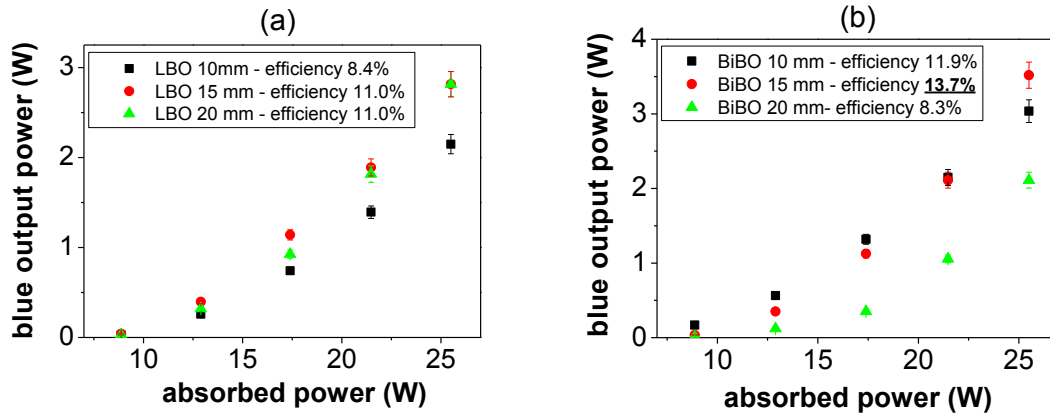 (a)
blue output power (W)
3
2
1
0
LBO 10mm - efficiency 8.4%
LBO 15 mm - efficiency 11.0%
LBO 20 mm - efficiency 11.0%
10 15 20 25
absorbed power (W)
(b)
blue output power (W)
4
3
2
1
0
BiBO 10 mm - efficiency 11.9%
BiBO 15 mm - efficiency 13.7%
BiBO 20 mm- efficiency 8.3%
10 15 20 25
absorbed power (W)